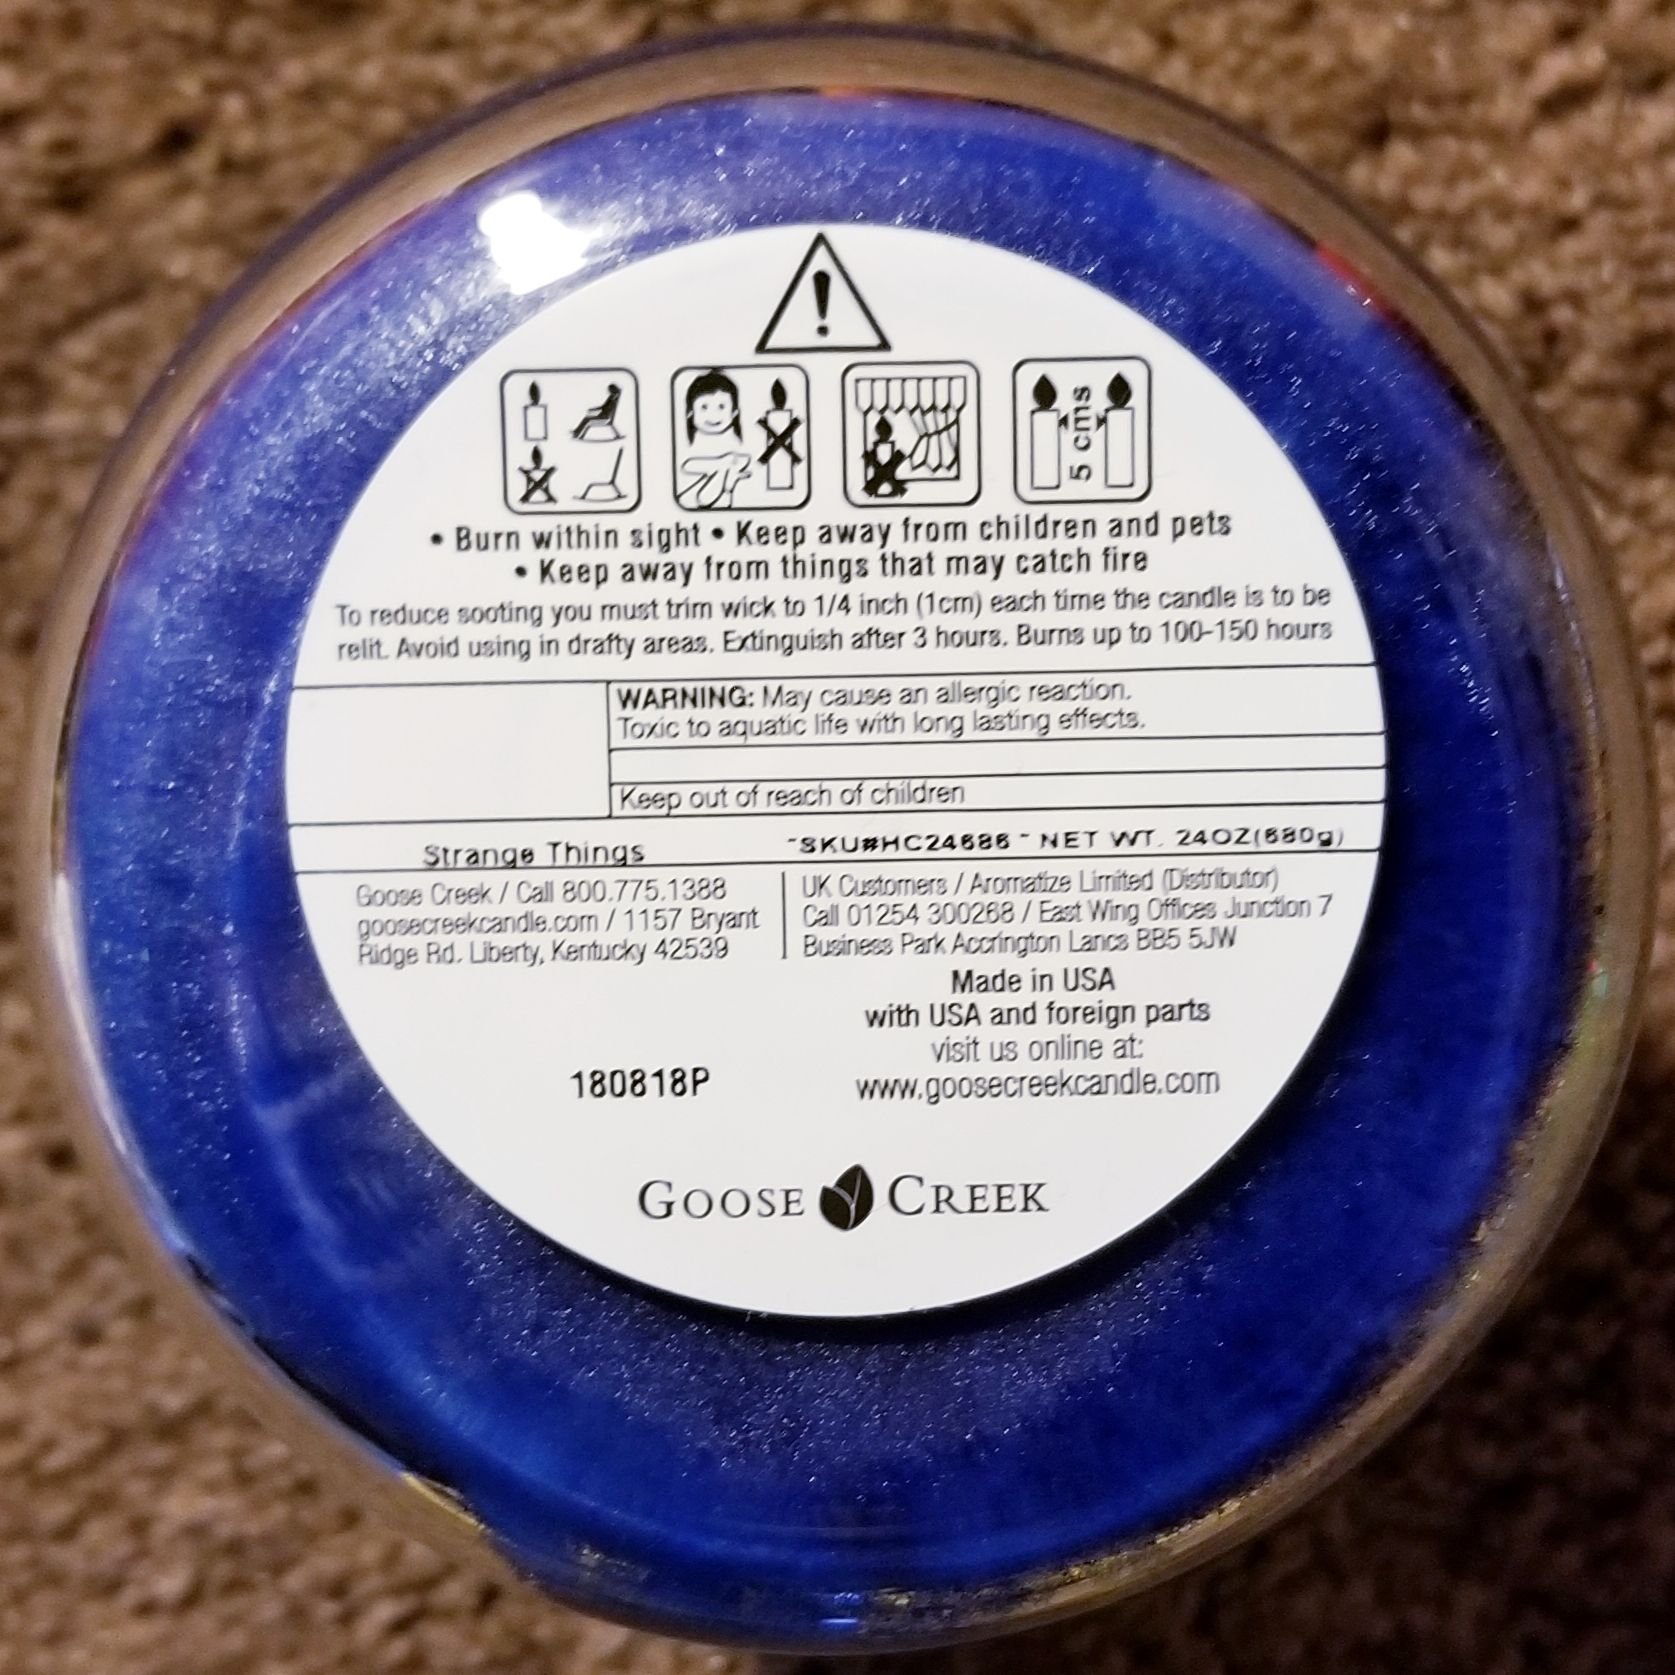 !
5 cms
• Burn within sight • Keep away from children and pets
• Keep away from things that may catch fire
To reduce sooting you must trim wick to 1/4 inch (1cm) each time the candle is to be
relit. Avoid using in drafty areas. Extinguish after 3 hours. Burns up to 100-150 hours
WARNING: May cause an allergic reaction.
Toxic to aquatic life with long lasting effects.
Keep out of reach of children
Strange Things ~SKU#HC24686~ NET WT. 24OZ(680g)
Goose Creek / Call 800.775.1388
goosecreekcandle.com / 1157 Bryant
Ridge Rd. Liberty, Kentucky 42539
UK Customers / Aromatize Limited (Distributor)
Call 01254 300268 / East Wing Offices Junction 7
Business Park Accrington Lancs BB5 5JW
Made in USA
with USA and foreign parts
visit us online at:
www.goosecreekcandle.com
180818P
GOOSE CREEK